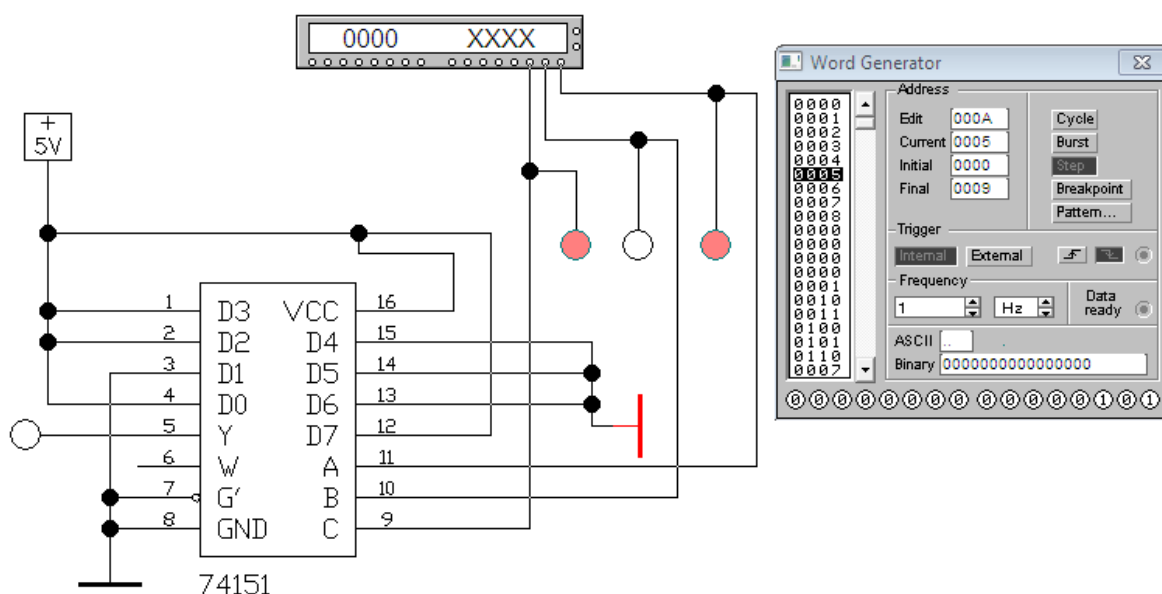 0000 XXXX
+
5V
1 D3 VCC 16
2 D2 D4 15
3 D1 D5 14
4 D0 D6 13
5 Y D7 12
6 W A 11
7 G' B 10
8 GND C 9
74151
Word Generator
0000
0001
0002
0003
0004
0005
0006
0007
0008
0000
0000
0000
0000
0001
0010
0011
0100
0101
0110
0007
Address
Edit 000A
Current 0005
Initial 0000
Final 0009
Cycle
Burst
Step
Breakpoint
Pattern...
Trigger
Internal External
Frequency
1 Hz
Data
ready
ASCII .. .
Binary 0000000000000000
0 0 0 0 0 0 0 0 0 0 0 0 0 1 0 1